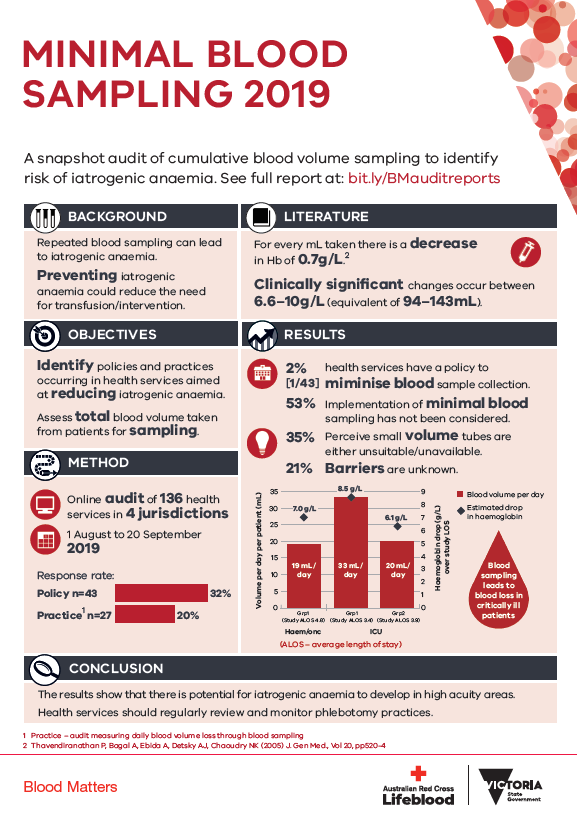 MINIMAL BLOOD
SAMPLING 2019
A snapshot audit of cumulative blood volume sampling to identify
risk of iatrogenic anaemia. See full report at: bit.ly/BMauditreports
BACKGROUND
Repeated blood sampling can lead
to iatrogenic anaemia.
Preventing iatrogenic
anaemia could reduce the need
for transfusion/intervention.
LITERATURE
For every mL taken there is a decrease
in Hb of 0.7g/L.2
Clinically significant changes occur between
6.6–10g/L (equivalent of 94–143mL).
OBJECTIVES
Identify policies and practices
occurring in health services aimed
at reducing iatrogenic anaemia.
Assess total blood volume taken
from patients for sampling.
METHOD
Online audit of 136 health
services in 4 jurisdictions
1 August to 20 September
2019
Response rate:
Policy n=43
32%
Practice1 n=27
20%
RESULTS
2% health services have a policy to
[1/43] miminise blood sample collection.
53% Implementation of minimal blood
sampling has not been considered.
35% Perceive small volume tubes are
either unsuitable/unavailable.
21% Barriers are unknown.
Volume per day per patient (mL)
35
30
25
20
15
10
5
0
7.0 g/L
8.5 g/L
6.1 g/L
19 mL/
day
33 mL/
day
20 mL/
day
9
8
7
6
5
4
3
2
1
0
Haemoglobin drop (g/L)
over study LOS
Grp1
(Study ALOS 4.8)
Grp1
(Study ALOS 3.4)
Grp2
(Study ALOS 3.9)
Haem/onc
ICU
(ALOS – average length of stay)
Blood volume per day
Estimated drop
in haemoglobin
Blood
sampling
leads to
blood loss in
critically ill
patients
CONCLUSION
The results show that there is potential for iatrogenic anaemia to develop in high acuity areas.
Health services should regularly review and monitor phlebotomy practices.
1 Practice – audit measuring daily blood volume loss through blood sampling
2 Thavendiranathan P, Bagai A, Ebida A, Detsky AJ, Chaoudry NK (2005) J. Gen Med., Vol 20, pp520-4
Blood Matters
Australian Red Cross
Lifeblood
VICTORIA
State
Government